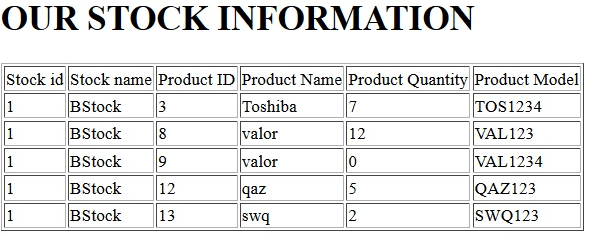 OUR STOCK INFORMATION
Stock id Stock name Product ID Product Name Product Quantity Product Model
1 BStock 3 Toshiba 7 TOS1234
1 BStock 8 valor 12 VAL123
1 BStock 9 valor 0 VAL1234
1 BStock 12 qaz 5 QAZ123
1 BStock 13 swq 2 SWQ123